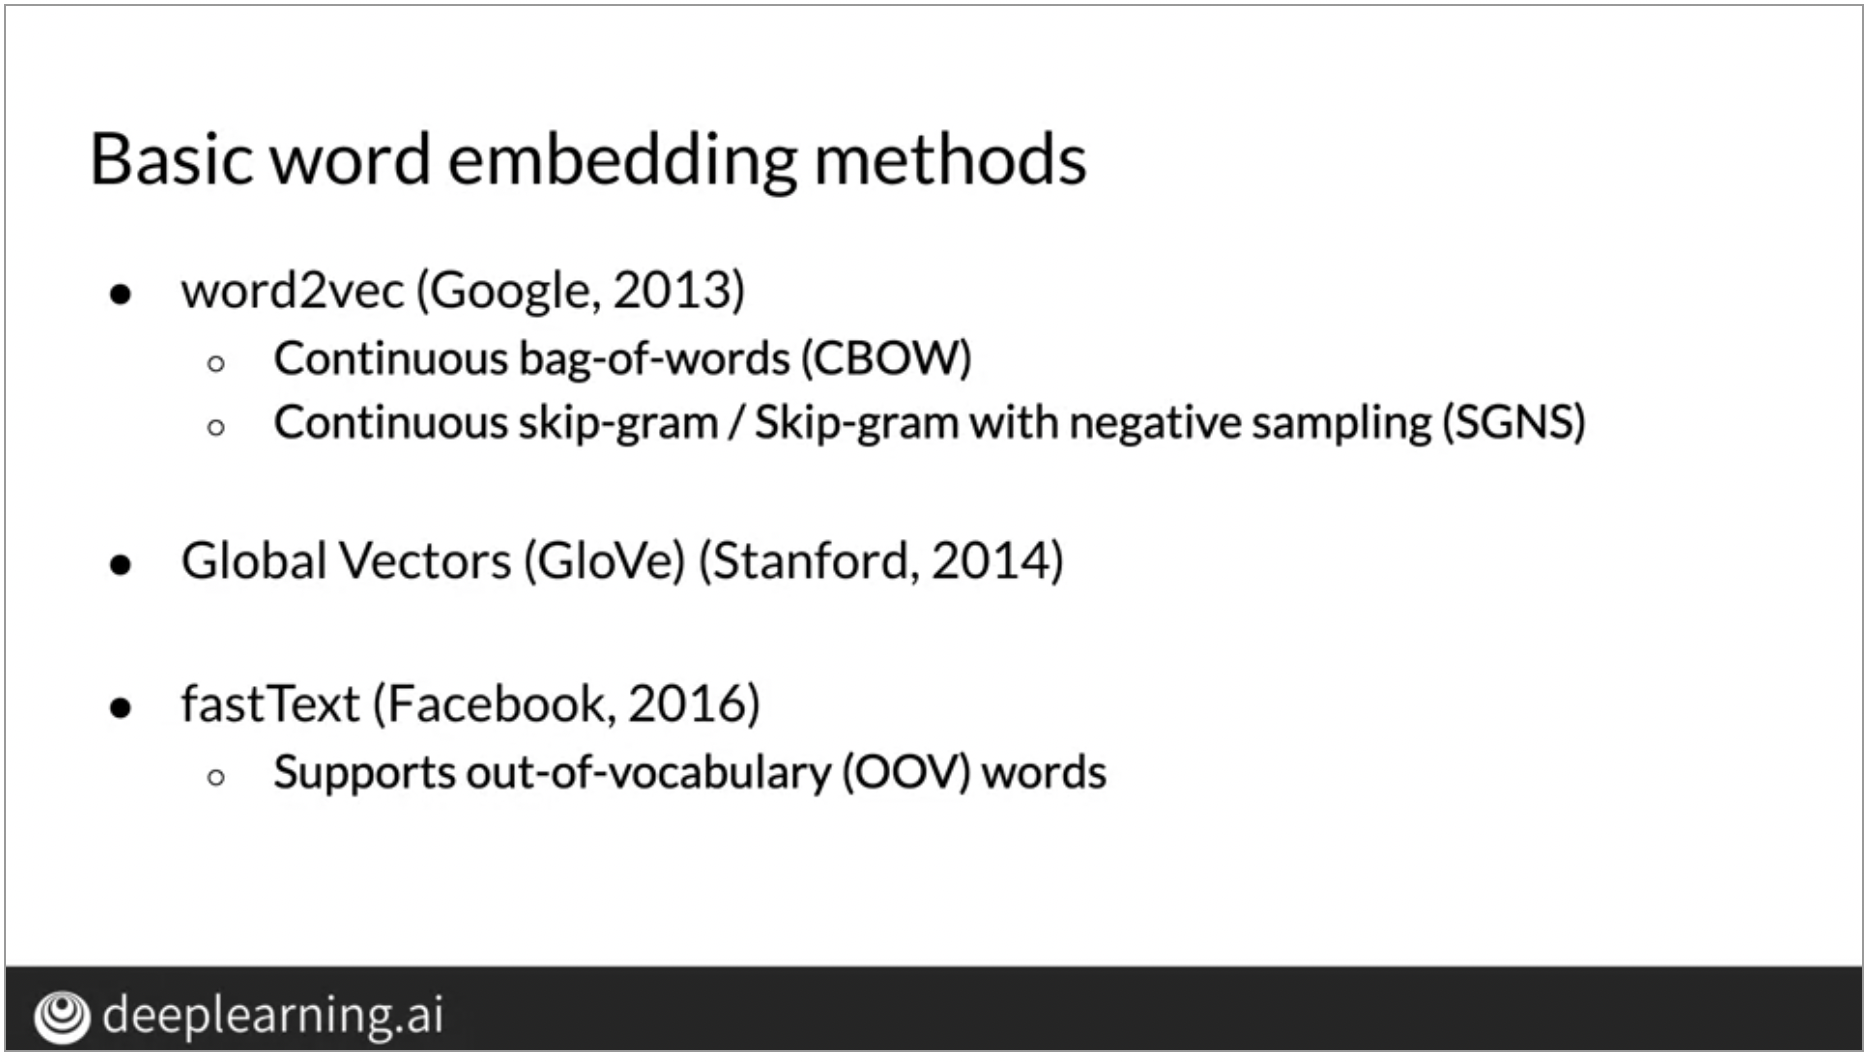 Basic word embedding methods
● word2vec (Google, 2013)
○ Continuous bag-of-words (CBOW)
○ Continuous skip-gram / Skip-gram with negative sampling (SGNS)
● Global Vectors (GloVe) (Stanford, 2014)
● fastText (Facebook, 2016)
○ Supports out-of-vocabulary (OOV) words
deeplearning.ai